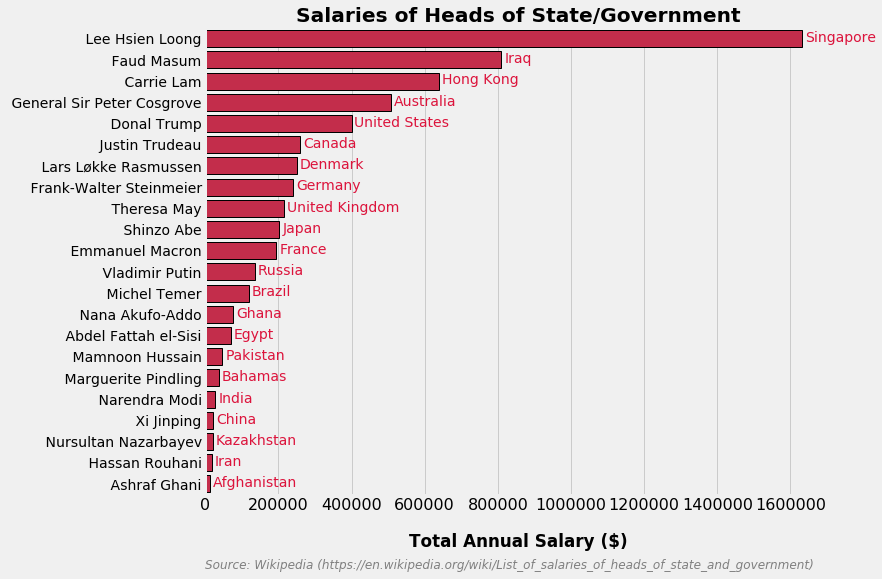 Salaries of Heads of State/Government
Lee Hsien Loong Singapore
Faud Masum Iraq
Carrie Lam Hong Kong
General Sir Peter Cosgrove Australia
Donal Trump United States
Justin Trudeau Canada
Lars Løkke Rasmussen Denmark
Frank-Walter Steinmeier Germany
Theresa May United Kingdom
Shinzo Abe Japan
Emmanuel Macron France
Vladimir Putin Russia
Michel Temer Brazil
Nana Akufo-Addo Ghana
Abdel Fattah el-Sisi Egypt
Mamnoon Hussain Pakistan
Marguerite Pindling Bahamas
Narendra Modi India
Xi Jinping China
Nursultan Nazarbayev Kazakhstan
Hassan Rouhani Iran
Ashraf Ghani Afghanistan
0 200000 400000 600000 800000 1000000 1200000 1400000 1600000
Total Annual Salary ($)
Source: Wikipedia (https://en.wikipedia.org/wiki/List_of_salaries_of_heads_of_state_and_government)